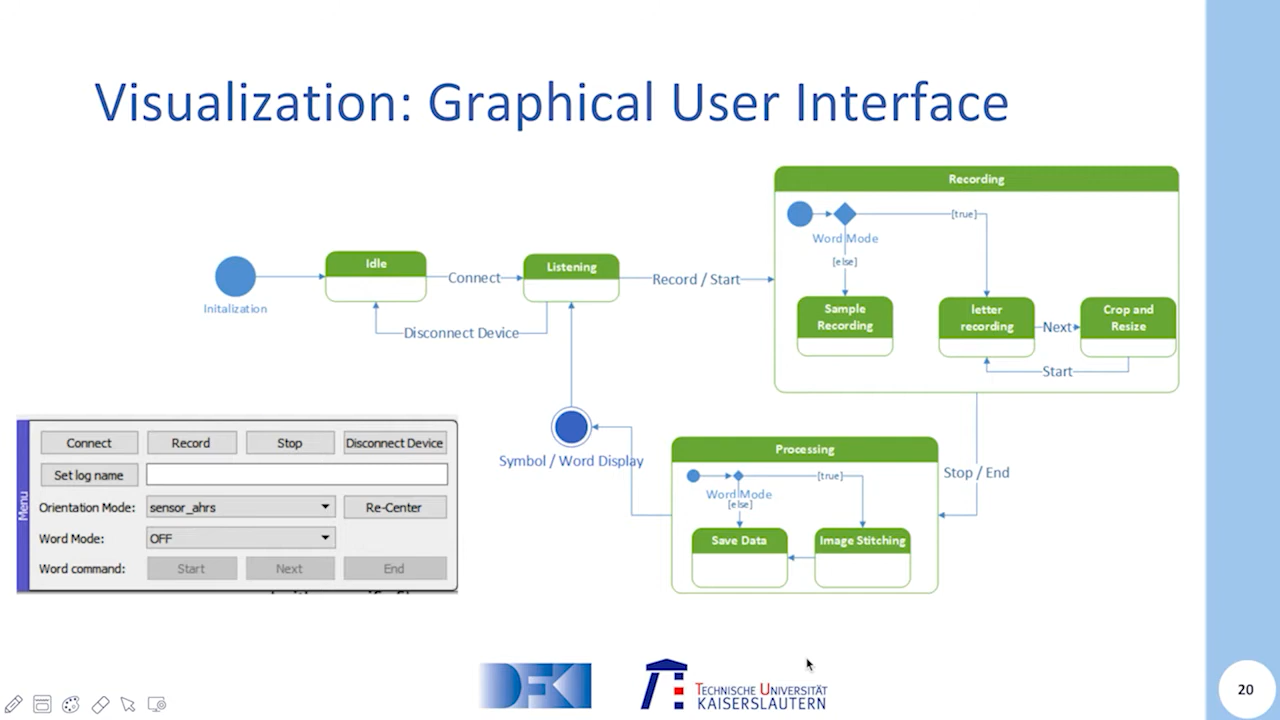 Visualization: Graphical User Interface
Recording
[true]
Word Mode
[else]
Sample
Recording
letter
recording
Next
Crop and
Resize
Start
Initalization
Idle
Connect
Listening
Record / Start
Disconnect Device
Symbol / Word Display
Stop / End
Processing
[true]
Word Mode
[else]
Save Data
Image Stitching
Menu
Connect
Record
Stop
Disconnect Device
Set log name
Orientation Mode:
sensor_ahrs
Re-Center
Word Mode:
OFF
Word command:
Start
Next
End
DFKI
TECHNISCHE UNIVERSITÄT
KAISERSLAUTERN
20